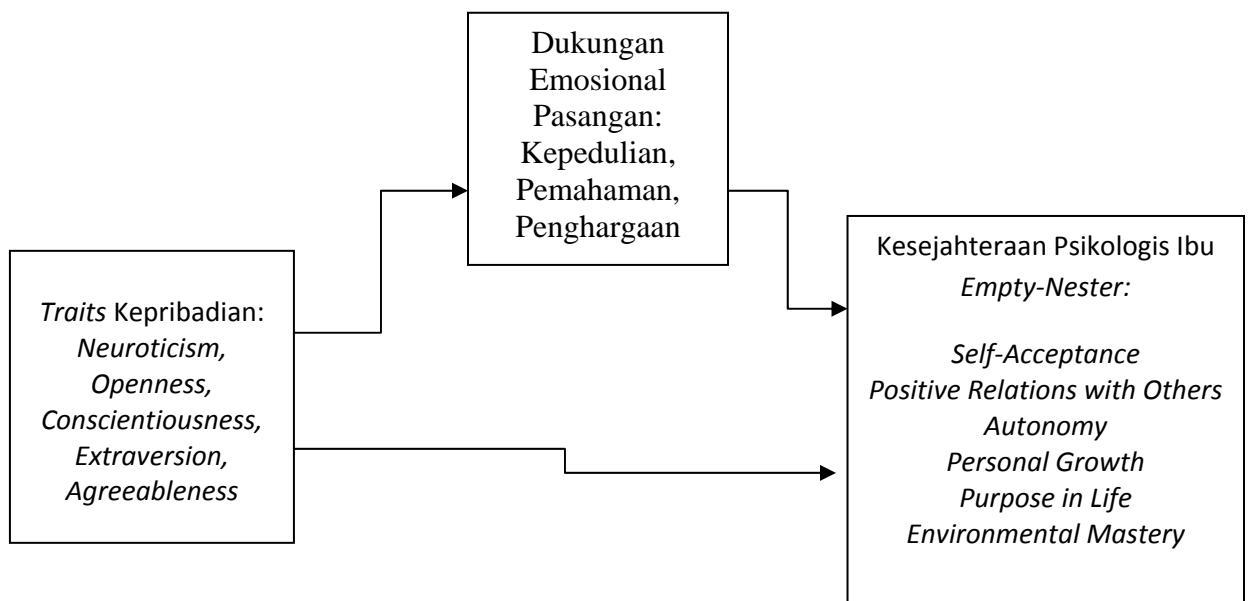 Dukungan
Emosional
Pasangan:
Kepedulian,
Pemahaman,
Penghargaan
Traits Kepribadian:
Neuroticism,
Openness,
Conscientiousness,
Extraversion,
Agreeableness
Kesejahteraan Psikologis Ibu
Empty-Nester:
Self-Acceptance
Positive Relations with Others
Autonomy
Personal Growth
Purpose in Life
Environmental Mastery